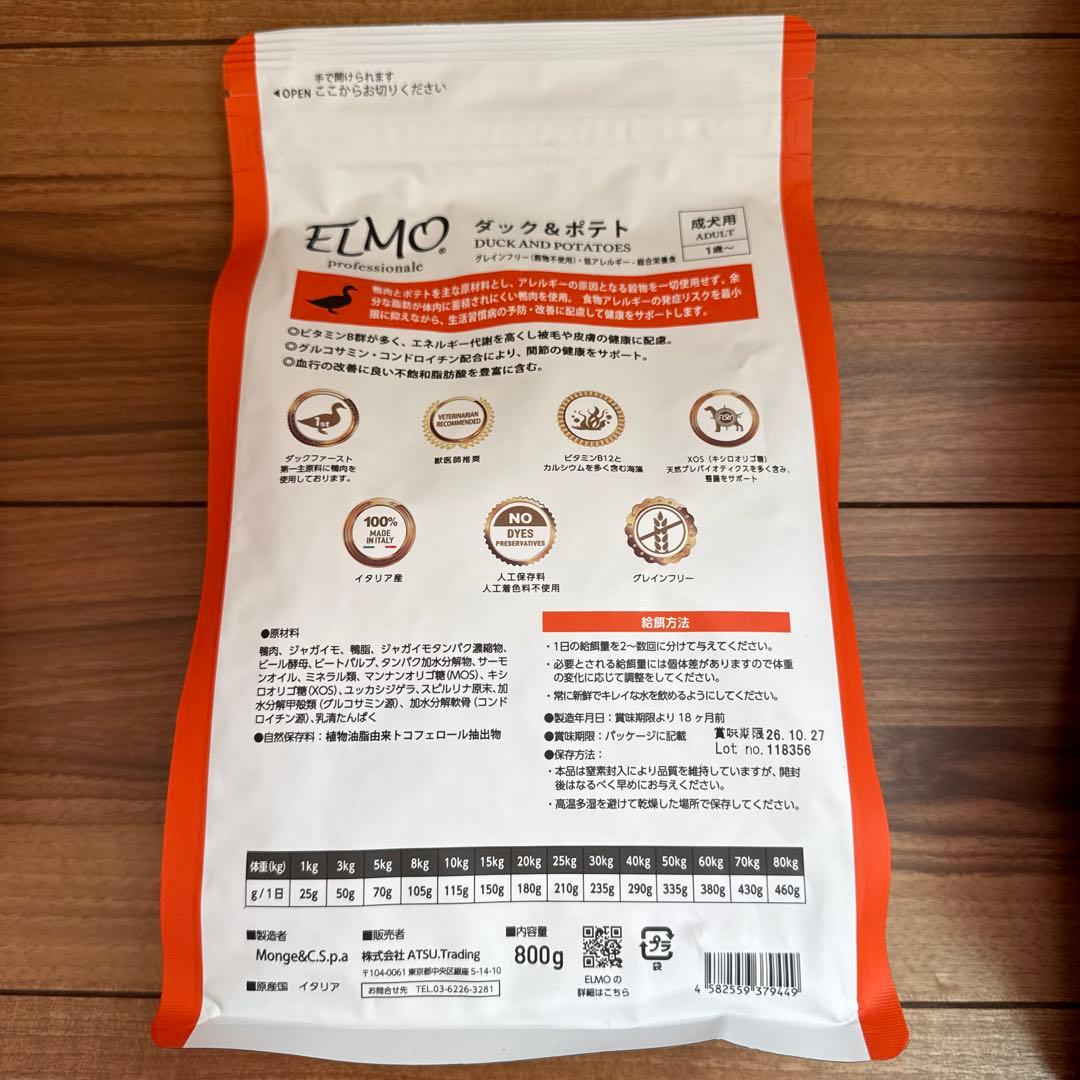 手で開けられます
◀OPEN ここからお切りください
ELMO®
professionale
ダック＆ポテト
DUCK AND POTATOES
グレインフリー(穀物不使用)・低アレルギー・総合栄養食
成犬用
ADULT
1歳～
鴨肉とポテトを主な原材料とし、アレルギーの原因となる穀物を一切使用せず、余
分な脂肪が体内に蓄積されにくい鴨肉を使用。 食物アレルギーの発症リスクを最小
限に抑えながら、生活習慣病の予防・改善に配慮して健康をサポートします。
◎ビタミンB群が多く、エネルギー代謝を高くし被毛や皮膚の健康に配慮。
◎グルコサミン・コンドロイチン配合により、関節の健康をサポート。
◎血行の改善に良い不飽和脂肪酸を豊富に含む。
1st
ダックファースト
第一主原料に鴨肉を
使用しております。
VETERINARIAN
RECOMMENDED
獣医師推奨
ビタミンB12と
カルシウムを多く含む海藻
XOS
XOS（キシロオリゴ糖）
天然プレバイオティクスを多く含み、
整腸をサポート
100%
MADE
IN ITALY
イタリア産
NO
DYES
PRESERVATIVES
人工保存料
人工着色料不使用
グレインフリー
●原材料
鴨肉、ジャガイモ、鴨脂、ジャガイモタンパク濃縮物、
ビール酵母、ビートパルプ、タンパク加水分解物、サーモ
ンオイル、ミネラル類、マンナンオリゴ糖(MOS)、キシ
ロオリゴ糖(XOS)、ユッカシジゲラ、スピルリナ原末、加
水分解甲殻類(グルコサミン源)、加水分解軟骨(コンド
ロイチン源)、乳清たんぱく
●自然保存料：植物油脂由来トコフェロール抽出物
給餌方法
・1日の給餌量を2～数回に分けて与えてください。
・必要とされる給餌量には個体差がありますので体重
の変化に応じて調整をしてください。
・常に新鮮でキレイな水を飲めるようにしてください。
●製造年月日：賞味期限より18ヶ月前
●賞味期限：パッケージに記載
賞味期限26.10.27
Lot no.118356
●保存方法：
・本品は窒素封入により品質を維持していますが、開封
後はなるべく早めにお与えください。
・高温多湿を避けて乾燥した場所で保存してください。
体重(kg) 1kg 3kg 5kg 8kg 10kg 15kg 20kg 25kg 30kg 40kg 50kg 60kg 70kg 80kg
g/1日 25g 50g 70g 105g 115g 150g 180g 210g 235g 290g 335g 380g 430g 460g
■製造者
Monge&C.S.p.a
■原産国 イタリア
■販売者
株式会社 ATSU.Trading
〒104-0061 東京都中央区銀座 5-14-10
お問合せ先 TEL.03-6226-3281
■内容量
800g
ELMO の
詳細はこちら
プラ
袋
4 582559 379449